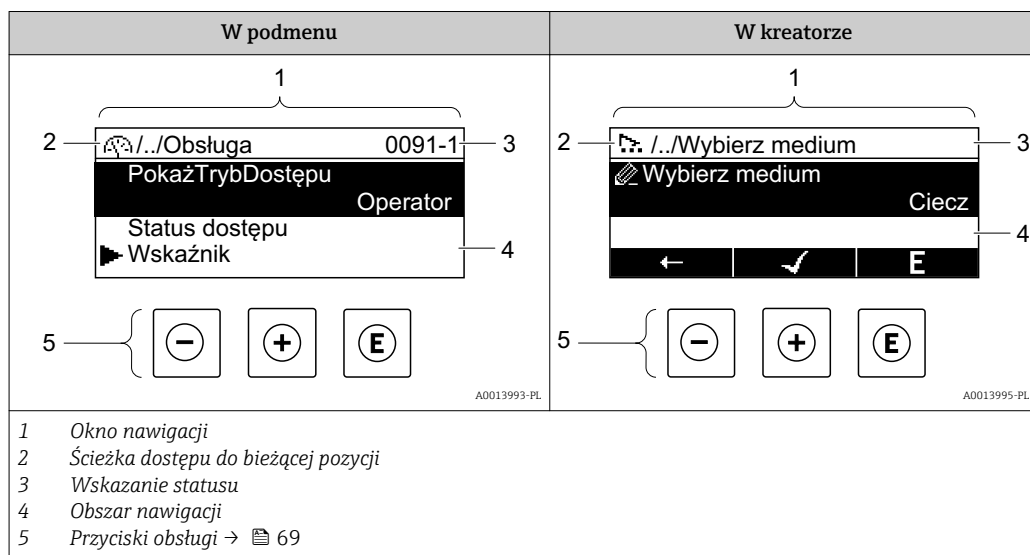 W podmenu
W kreatorze
1
2
/../Obsługa 0091-1
3
PokażTrybDostępu
Operator
Status dostępu
Wskaźnik
4
5
- + E
A0013993-PL
1
2
/../Wybierz medium
3
Wybierz medium
Ciecz
4
← ✓ E
5
- + E
A0013995-PL
1 Okno nawigacji
2 Ścieżka dostępu do bieżącej pozycji
3 Wskazanie statusu
4 Obszar nawigacji
5 Przyciski obsługi → 69